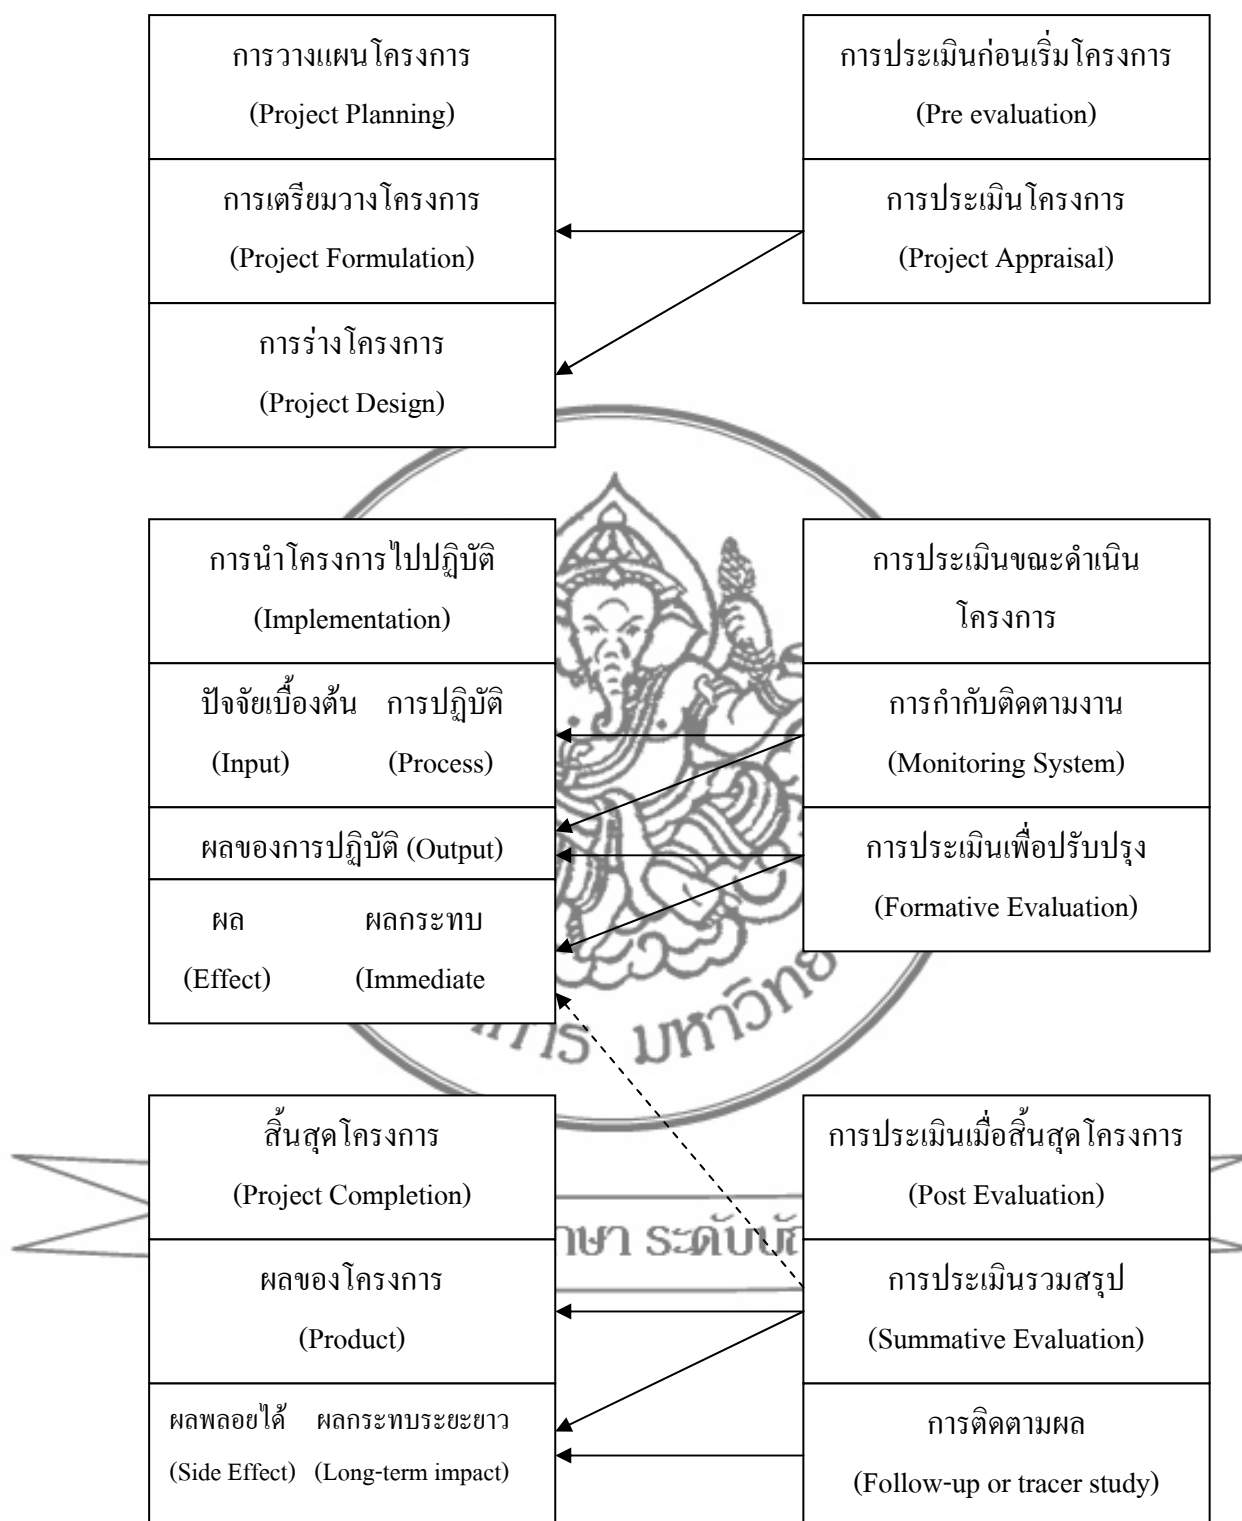 การวางแผนโครงการ
(Project Planning)
การเตรียมวางโครงการ
(Project Formulation)
การร่างโครงการ
(Project Design)
การประเมินก่อนเริ่มโครงการ
(Pre evaluation)
การประเมินโครงการ
(Project Appraisal)
การนำโครงการไปปฏิบัติ
(Implementation)
ปัจจัยเบื้องต้น การปฏิบัติ
(Input) (Process)
ผลของการปฏิบัติ (Output)
ผล ผลกระทบ
(Effect) (Immediate
การประเมินขณะดำเนิน
โครงการ
การกำกับติดตามงาน
(Monitoring System)
การประเมินเพื่อปรับปรุง
(Formative Evaluation)
มหาวิทย
สิ้นสุดโครงการ
(Project Completion)
ผลของโครงการ
(Product)
ผลพลอยได้ ผลกระทบระยะยาว
(Side Effect) (Long-term impact)
การประเมินเมื่อสิ้นสุดโครงการ
(Post Evaluation)
การประเมินรวมสรุป
(Summative Evaluation)
การติดตามผล
(Follow-up or tracer study)
ระดับบั